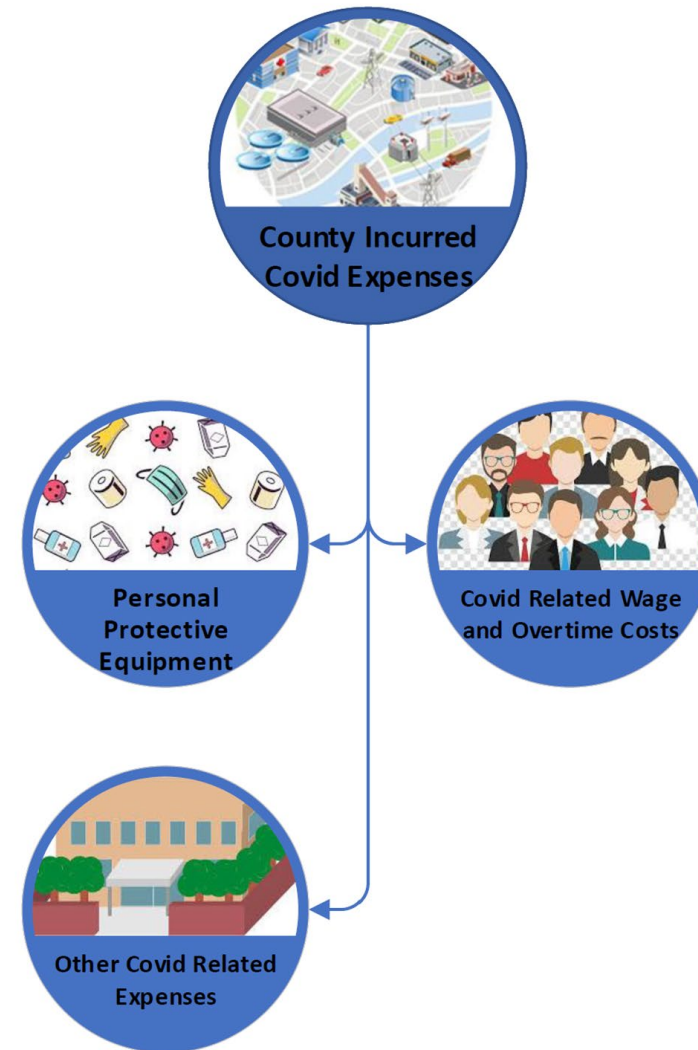 County Incurred
Covid Expenses
Personal
Protective
Equipment
Covid Related Wage
and Overtime Costs
Other Covid Related
Expenses